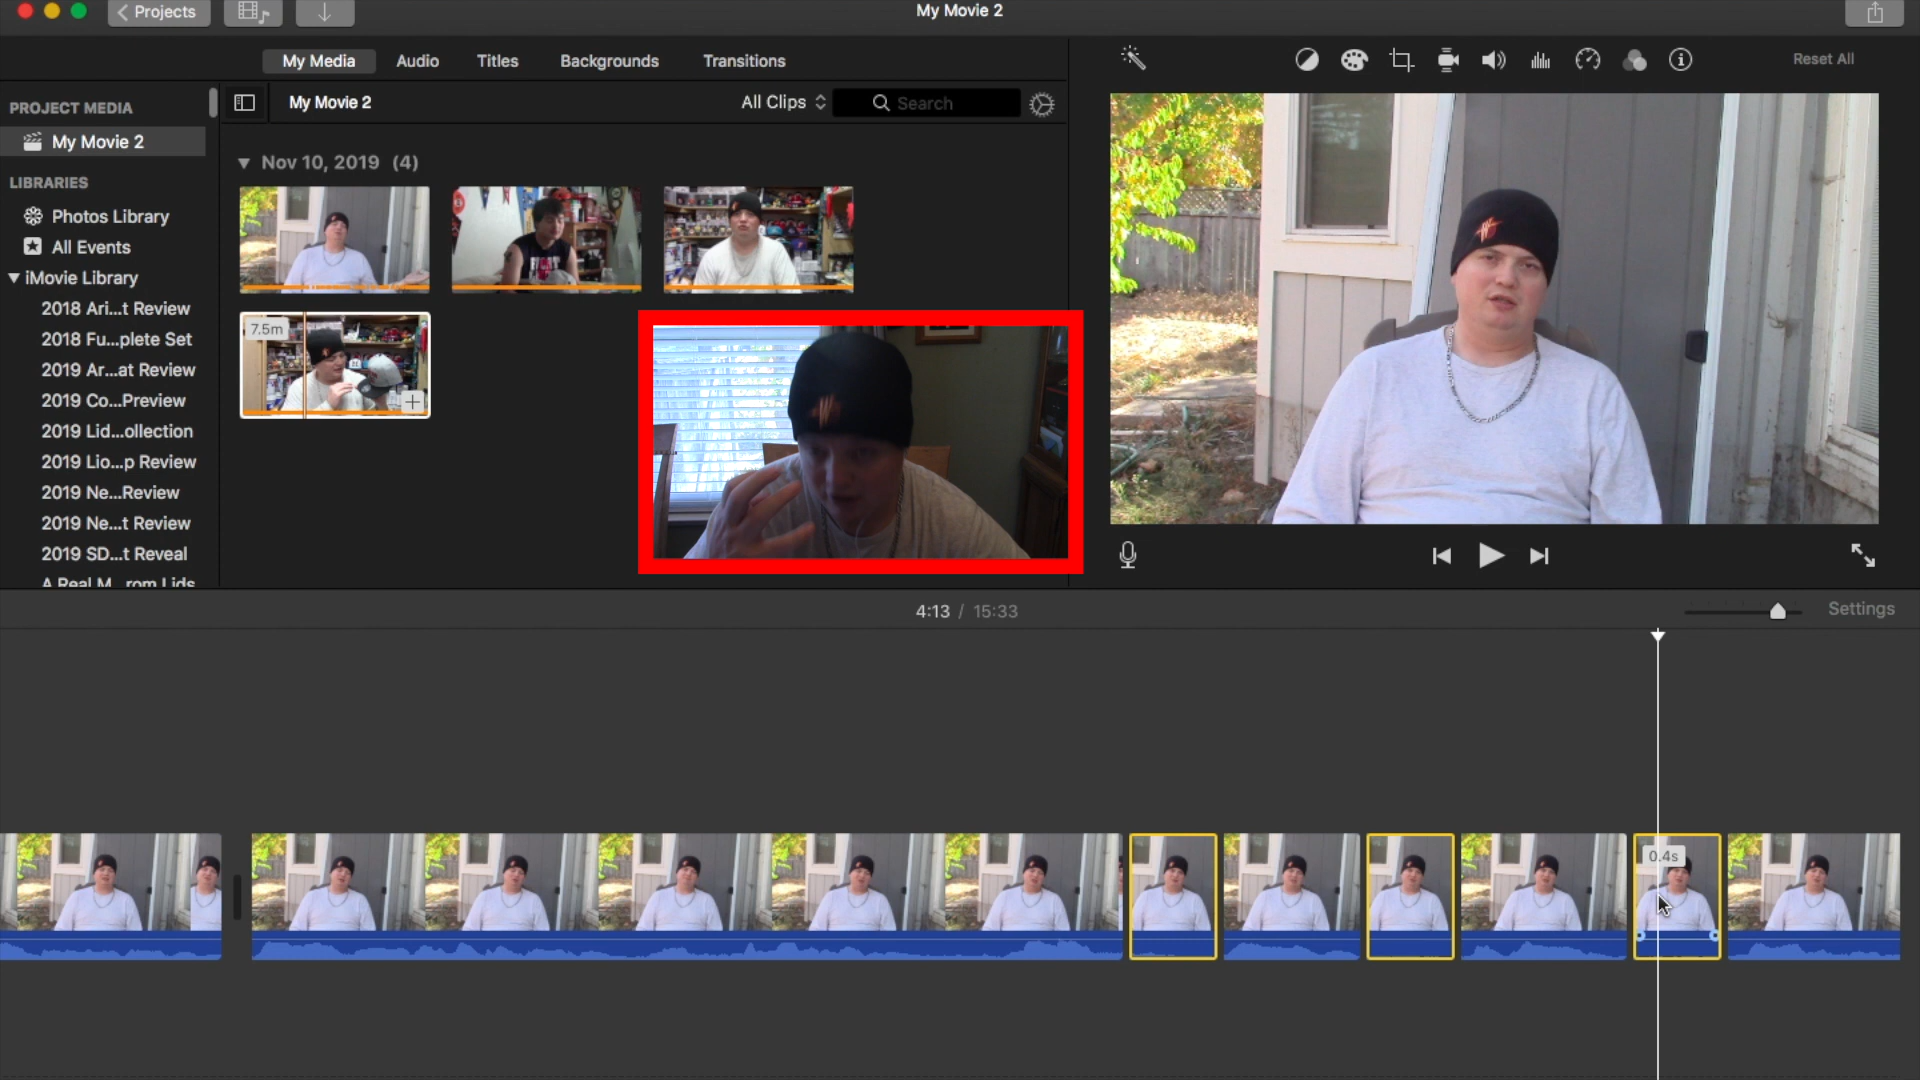 Projects
My Movie 2
My Media Audio Titles Backgrounds Transitions
Reset All
PROJECT MEDIA
My Movie 2
LIBRARIES
Photos Library
All Events
iMovie Library
2018 Ari...t Review
2018 Fu...plete Set
2019 Ar...at Review
2019 Co...Preview
2019 Lid...ollection
2019 Lio...p Review
2019 Ne...Review
2019 Ne...t Review
2019 SD...t Reveal
A Real M...rom Lids
My Movie 2
All Clips
Search
Nov 10, 2019 (4)
7.5m
4:13 / 15:33
Settings
0.4s